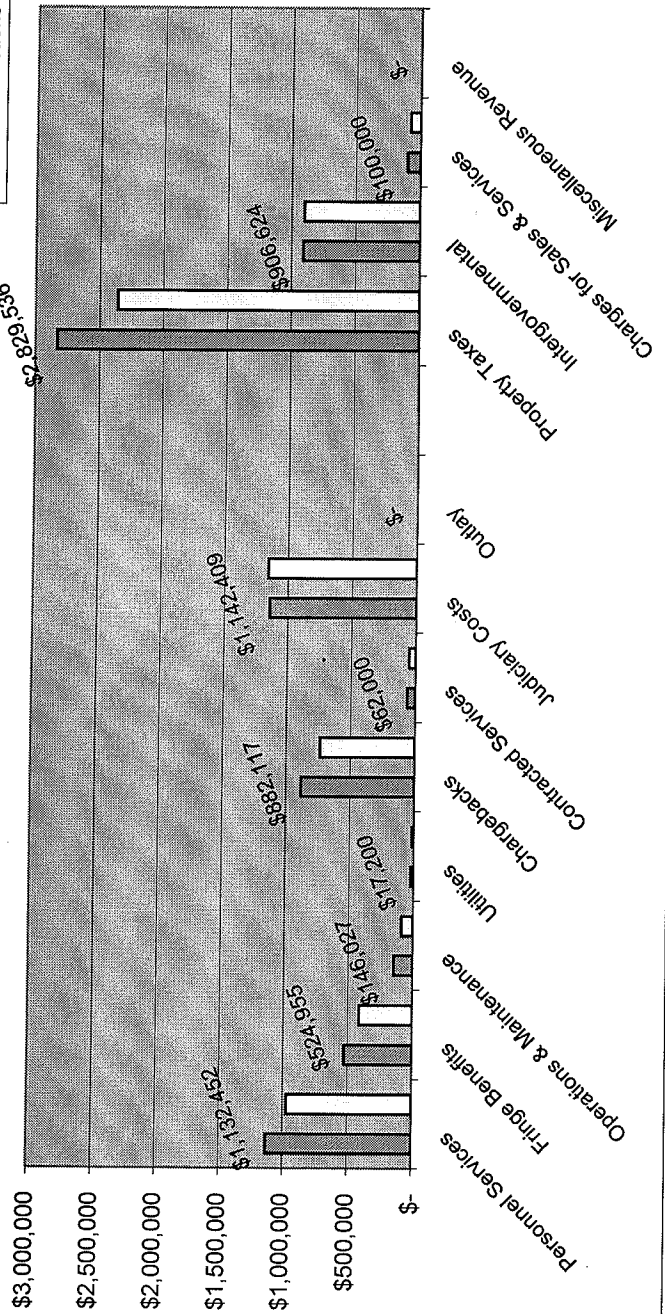 $3,000,000
$2,500,000
$2,000,000
$1,500,000
$1,000,000
$500,000
$-
$1,132,452
$524,955
$146,027
$17,200
$882,117
$62,000
$1,142,409
$-
$2,829,536
$906,624
$100,000
$-
Personnel Services
Fringe Benefits
Operations & Maintenance
Utilities
Chargebacks
Contracted Services
Judiciary Costs
Outlay
Property Taxes
Intergovernmental
Charges for Sales & Services
Miscellaneous Revenue